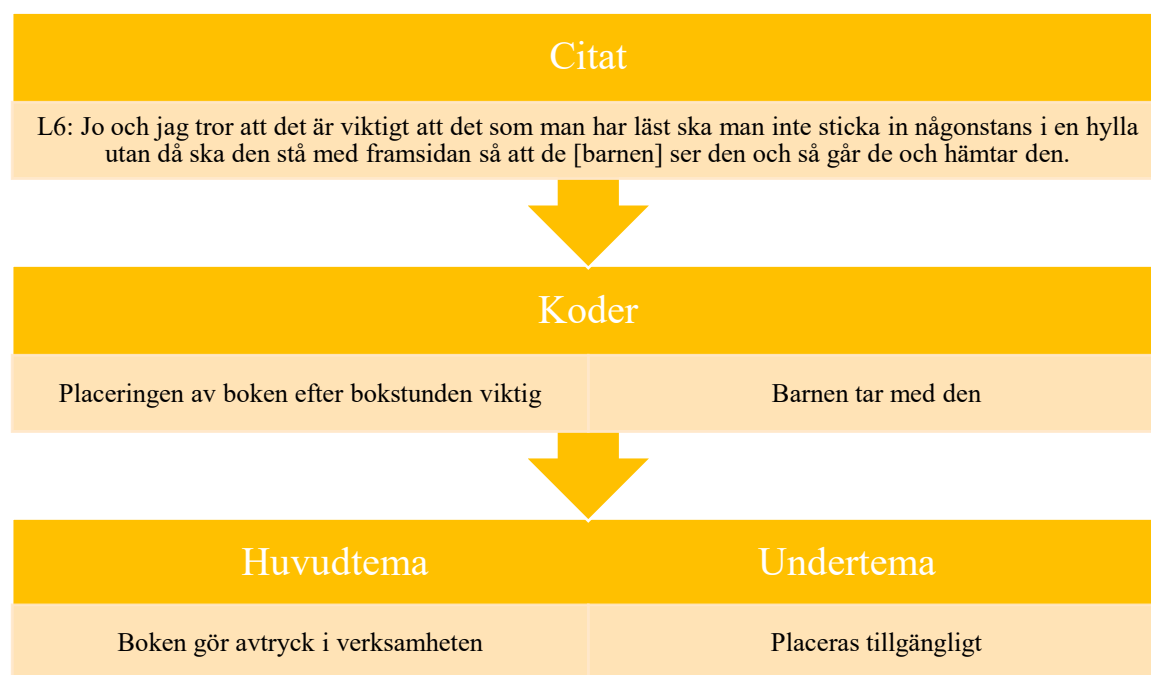 Citat
L6: Jo och jag tror att det är viktigt att det som man har läst ska man inte sticka in någonstans i en hylla
utan då ska den stå med framsidan så att de [barnen] ser den och så går de och hämtar den.
Koder
Placeringen av boken efter bokstunden viktig
Barnen tar med den
Huvudtema
Undertema
Boken gör avtryck i verksamheten
Placeras tillgängligt